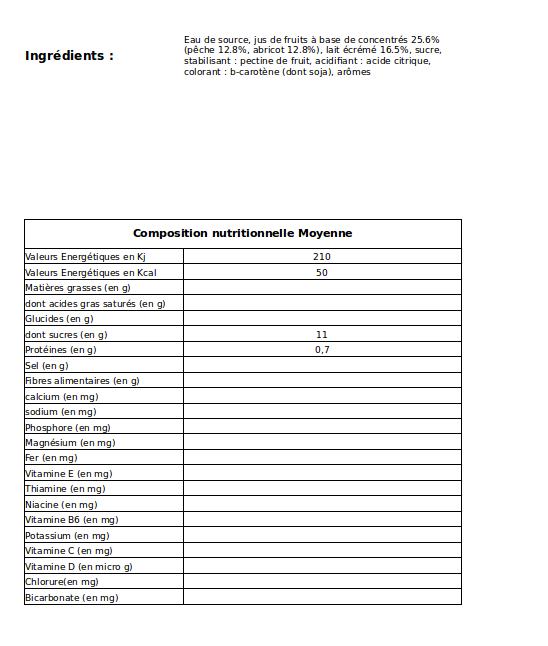 Ingrédients :
Eau de source, jus de fruits à base de concentrés 25.6%
(pêche 12.8%, abricot 12.8%), lait écrémé 16.5%, sucre,
stabilisant : pectine de fruit, acidifiant : acide citrique,
colorant : b-carotène (dont soja), arômes
Composition nutritionnelle Moyenne
Valeurs Energétiques en Kj 210
Valeurs Energétiques en Kcal 50
Matières grasses (en g)
dont acides gras saturés (en g)
Glucides (en g)
dont sucres (en g) 11
Protéines (en g) 0,7
Sel (en g)
Fibres alimentaires (en g)
calcium (en mg)
sodium (en mg)
Phosphore (en mg)
Magnésium (en mg)
Fer (en mg)
Vitamine E (en mg)
Thiamine (en mg)
Niacine (en mg)
Vitamine B6 (en mg)
Potassium (en mg)
Vitamine C (en mg)
Vitamine D (en micro g)
Chlorure(en mg)
Bicarbonate (en mg)